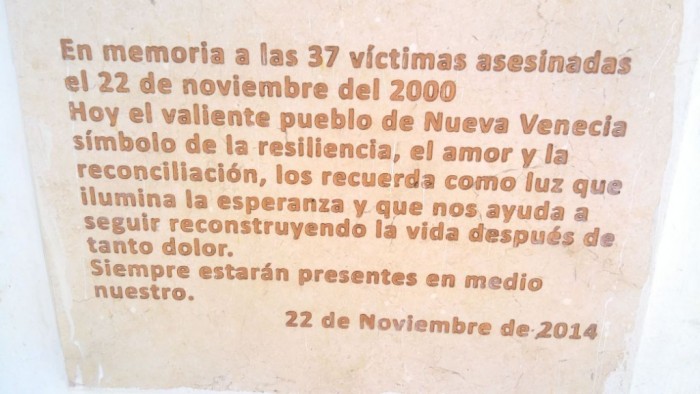 En memoria a las 37 víctimas asesinadas
el 22 de noviembre del 2000
Hoy el valiente pueblo de Nueva Venecia
símbolo de la resiliencia, el amor y la
reconciliación, los recuerda como luz que
ilumina la esperanza y que nos ayuda a
seguir reconstruyendo la vida después de
tanto dolor.
Siempre estarán presentes en medio
nuestro.
22 de Noviembre de 2014